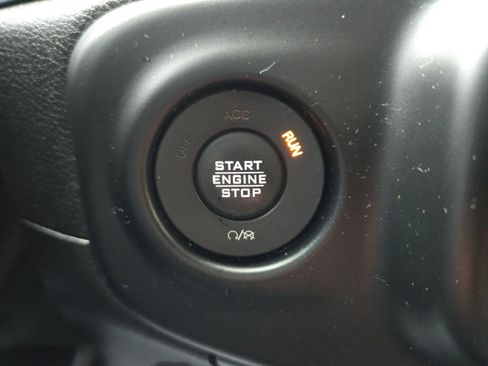 OFF
ACC
RUN
START
ENGINE
STOP